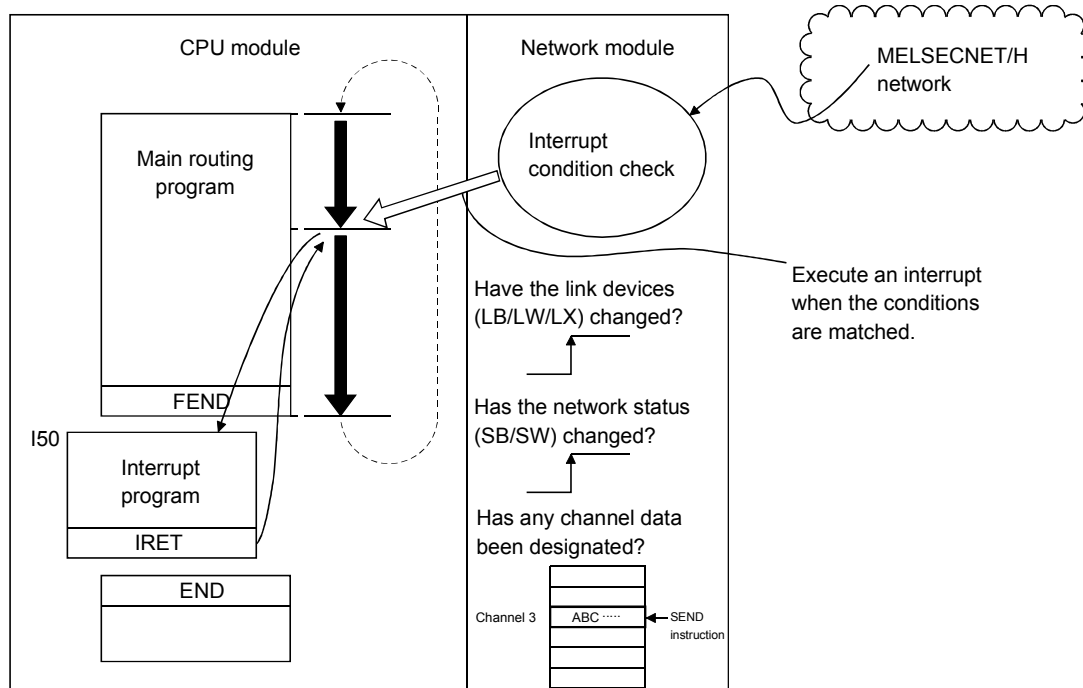 CPU module
Main routing
program
FEND
I50
Interrupt
program
IRET
END
Network module
Interrupt
condition check
MELSECNET/H
network
Execute an interrupt
when the conditions
are matched.
Have the link devices
(LB/LW/LX) changed?
Has the network status
(SB/SW) changed?
Has any channel data
been designated?
Channel 3
ABC ·····
SEND
instruction